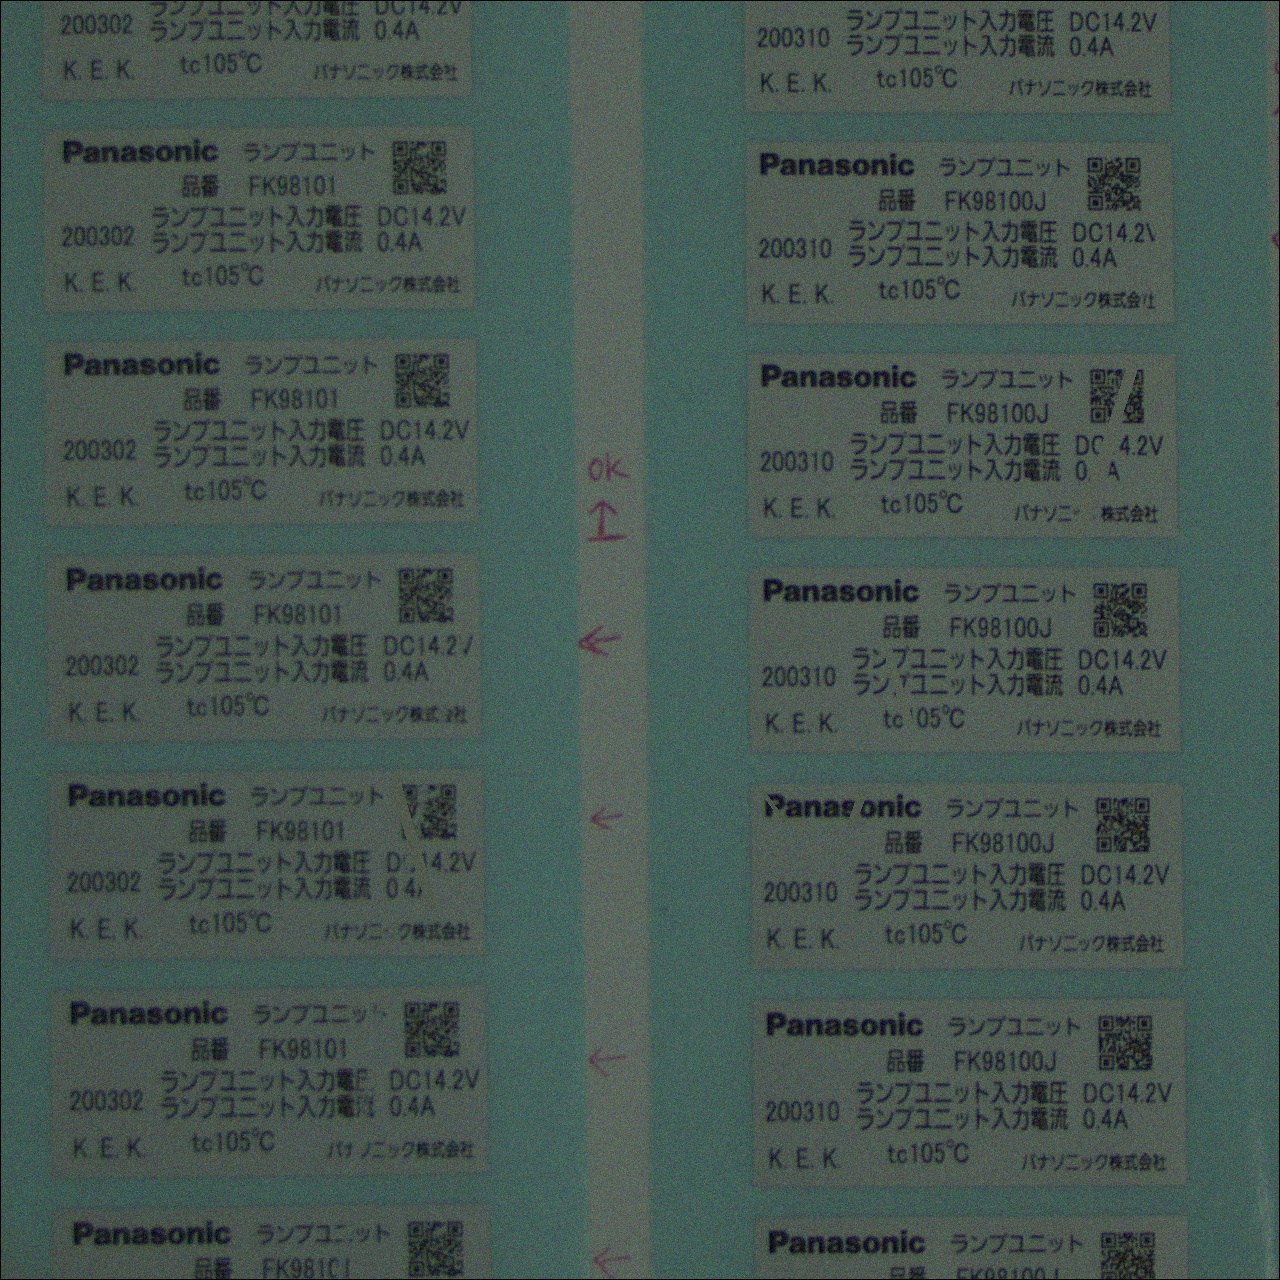 200302 ランプユニット入力電流 0.4A
K. E. K. tc105℃ パナソニック株式会社
Panasonic ランプユニット
品番 FK98101
ランプユニット入力電圧 DC14.2V
200302 ランプユニット入力電流 0.4A
K. E. K. tc105℃ パナソニック株式会社
Panasonic ランプユニット
品番 FK98101
ランプユニット入力電圧 DC14.2V
200302 ランプユニット入力電流 0.4A
K. E. K. tc105℃ パナソニック株式会社
Panasonic ランプユニット
品番 FK98101
ランプユニット入力電圧 DC14.2
200302 ランプユニット入力電流 0.4A
K. E. K. tc105℃ パナソニック株式会社
Panasonic ランプユニット
品番 FK98101
ランプユニット入力電圧 D 14.2V
200302 ランプユニット入力電流 0 4
K. E. K. tc105℃ パナソニック株式会社
Panasonic ランプユニット
品番 FK98101
ランプユニット入力電圧 DC14.2V
200302 ランプユニット入力電流 0.4A
K. E. K. tc105℃ パナソニック株式会社
Panasonic ランプユニット
品番 FK98101
OK
ランプユニット入力電圧 DC14.2V
200310 ランプユニット入力電流 0.4A
K. E. K. tc105℃ パナソニック株式会社
Panasonic ランプユニット
品番 FK98100J
ランプユニット入力電圧 DC14.2V
200310 ランプユニット入力電流 0.4A
K. E. K. tc105℃ パナソニック株式会社
Panasonic ランプユニット
品番 FK98100J
ランプユニット入力電圧 DC 4.2V
200310 ランプユニット入力電流 0. A
K. E. K. tc105℃ パナソニ 株式会社
Panasonic ランプユニット
品番 FK98100J
ランプユニット入力電圧 DC14.2V
200310 ランプユニット入力電流 0.4A
K. E. K. tc105℃ パナソニック株式会社
Panasonic ランプユニット
品番 FK98100J
ランプユニット入力電圧 DC14.2V
200310 ランプユニット入力電流 0.4A
K. E. K. tc105℃ パナソニック株式会社
Panasonic ランプユニット
品番 FK98100J
ランプユニット入力電圧 DC14.2V
200310 ランプユニット入力電流 0.4A
K. E. K. tc105℃ パナソニック株式会社
Panasonic ランプユニット
品番 FK98100J